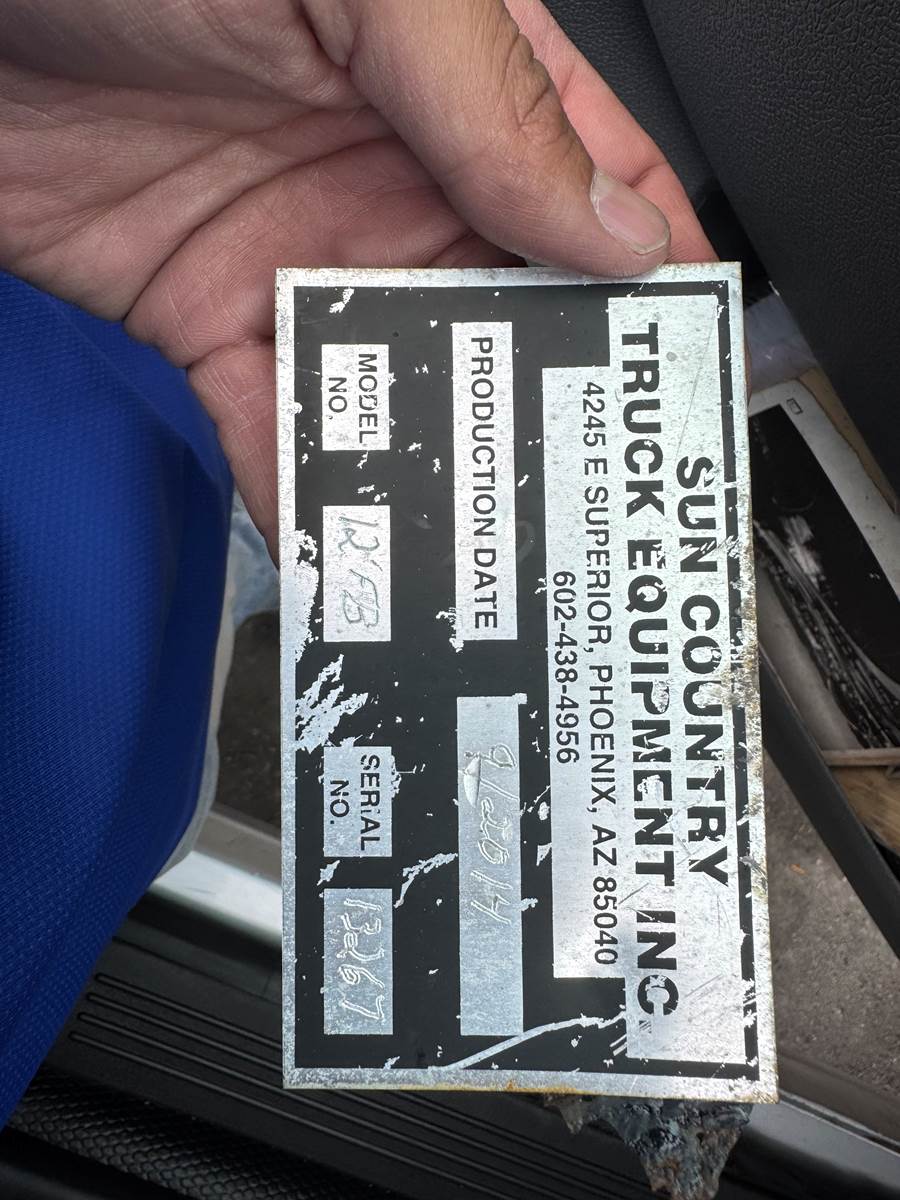 SUN COUNTRY
TRUCK EQUIPMENT INC.
4245 E SUPERIOR, PHOENIX, AZ 85040
602-438-4956
PRODUCTION DATE 9/2014
MODEL NO. 12' FB
SERIAL NO. 13267